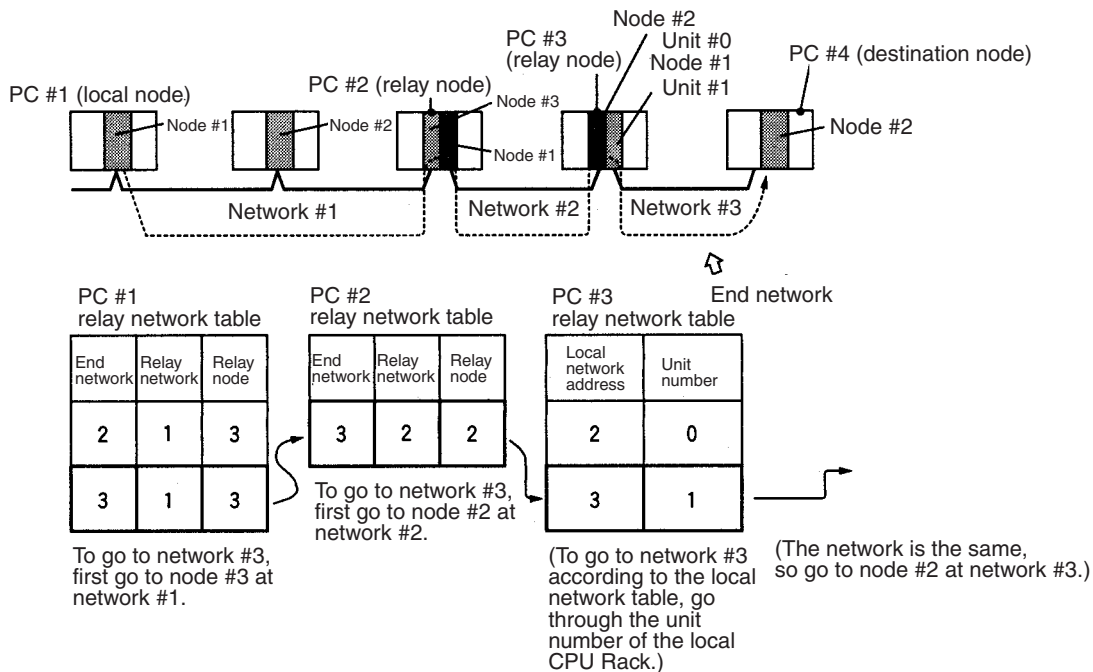 Node #2
PC #3
(relay node)
Unit #0
Node #1
Unit #1
PC #4 (destination node)
PC #1 (local node)
PC #2 (relay node)
Node #3
Node #1
Node #2
Node #1
Node #2
Network #1
Network #2
Network #3
End network
PC #1
relay network table
End
network
Relay
network
Relay
node
2 1 3
3 1 3
To go to network #3,
first go to node #3 at
network #1.
PC #2
relay network table
End
network
Relay
network
Relay
node
3 2 2
To go to network #3,
first go to node #2 at
network #2.
PC #3
relay network table
Local
network
address
Unit
number
2 0
3 1
(To go to network #3
according to the local
network table, go
through the unit
number of the local
CPU Rack.)
(The network is the same,
so go to node #2 at network #3.)